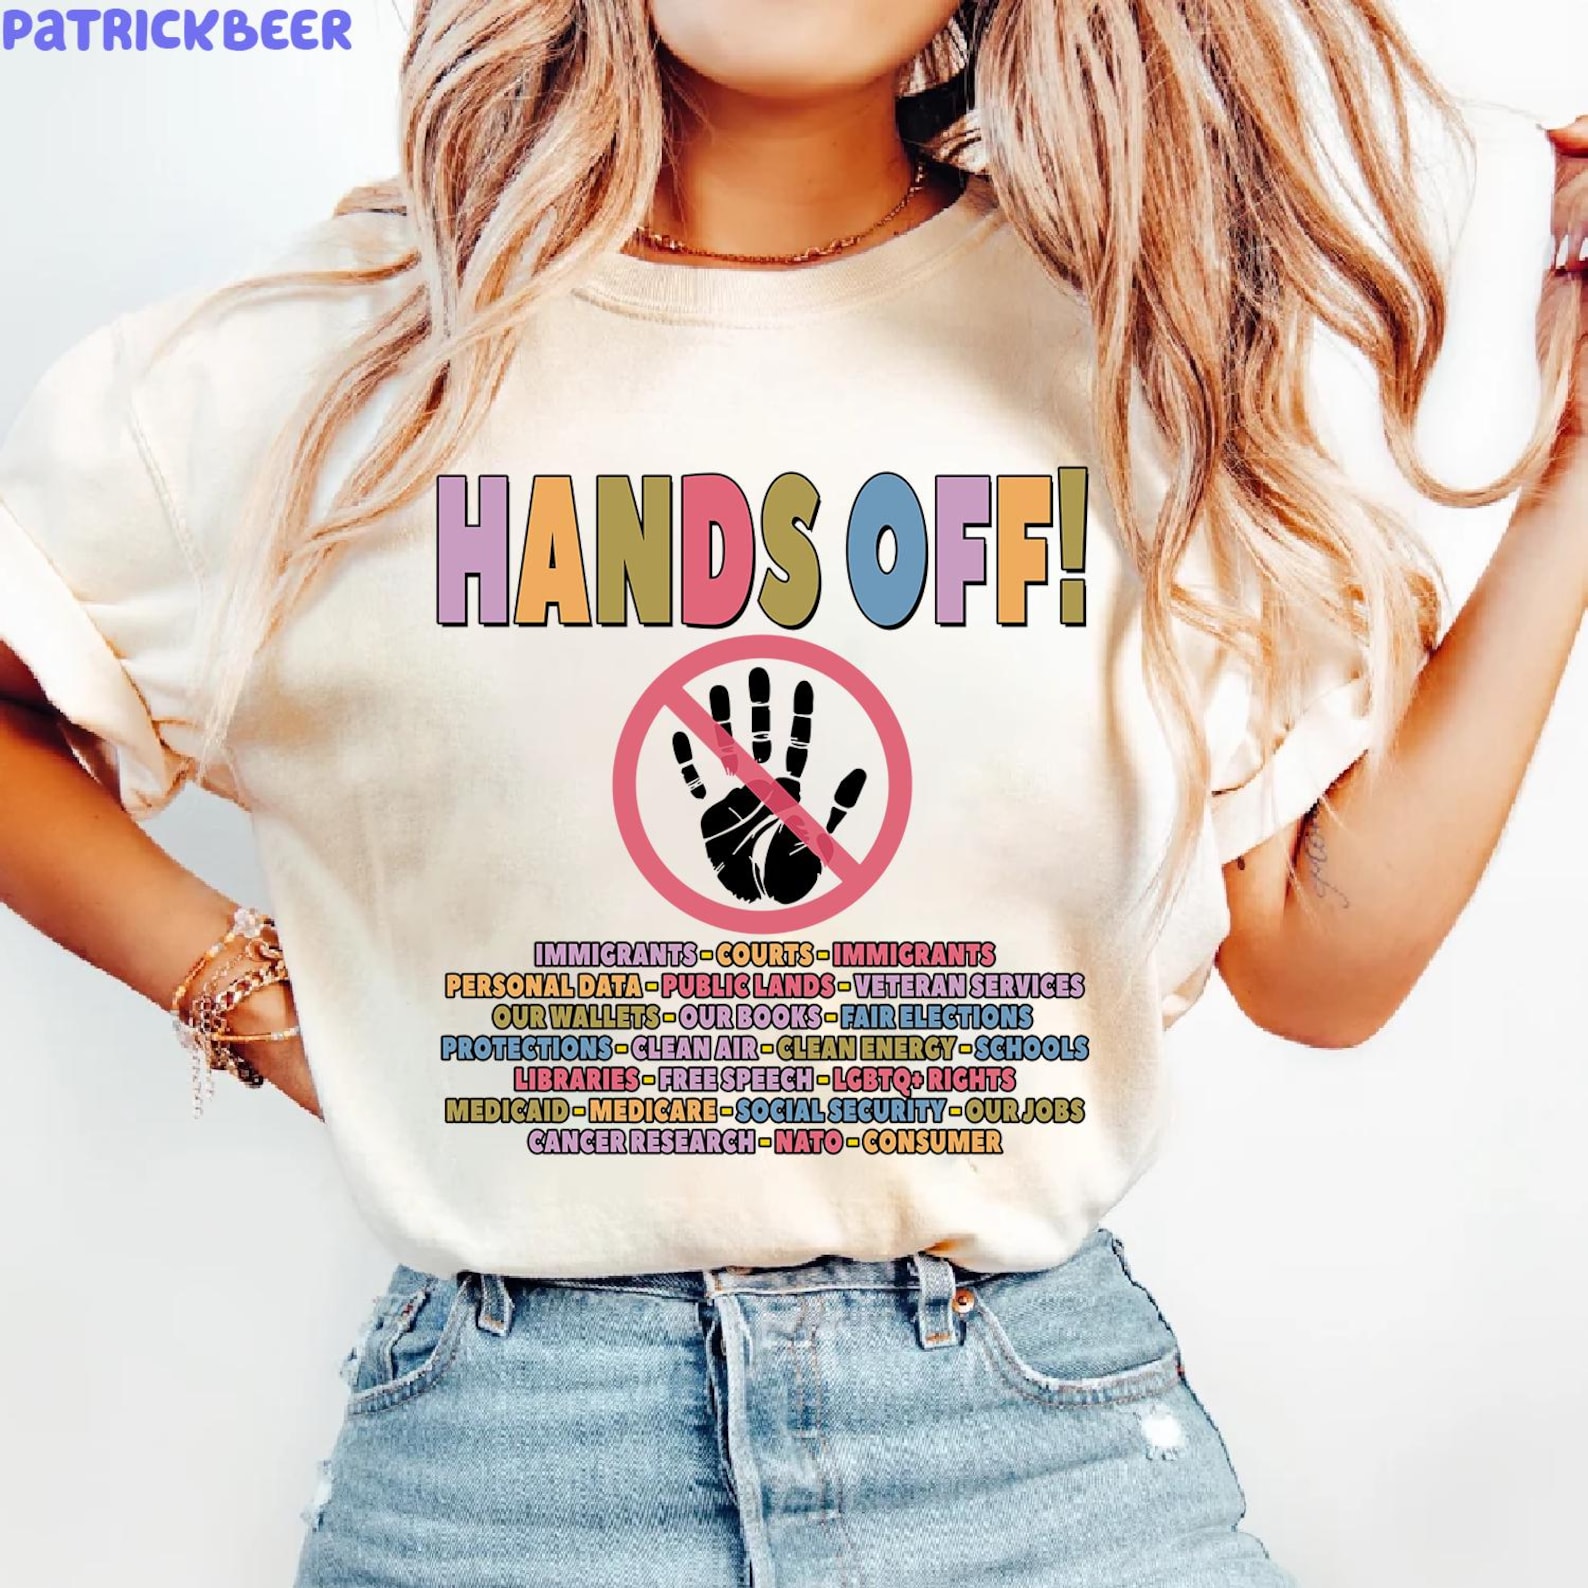 PATRICKBEER
HANDS OFF!
IMMIGRANTS - COURTS - IMMIGRANTS
PERSONAL DATA - PUBLIC LANDS - VETERAN SERVICES
OUR WALLETS - OUR BOOKS - FAIR ELECTIONS
PROTECTIONS - CLEAN AIR - CLEAN ENERGY - SCHOOLS
LIBRARIES - FREE SPEECH - LGBTQ+ RIGHTS
MEDICAID - MEDICARE - SOCIAL SECURITY - OUR JOBS
CANCER RESEARCH - NATO - CONSUMER